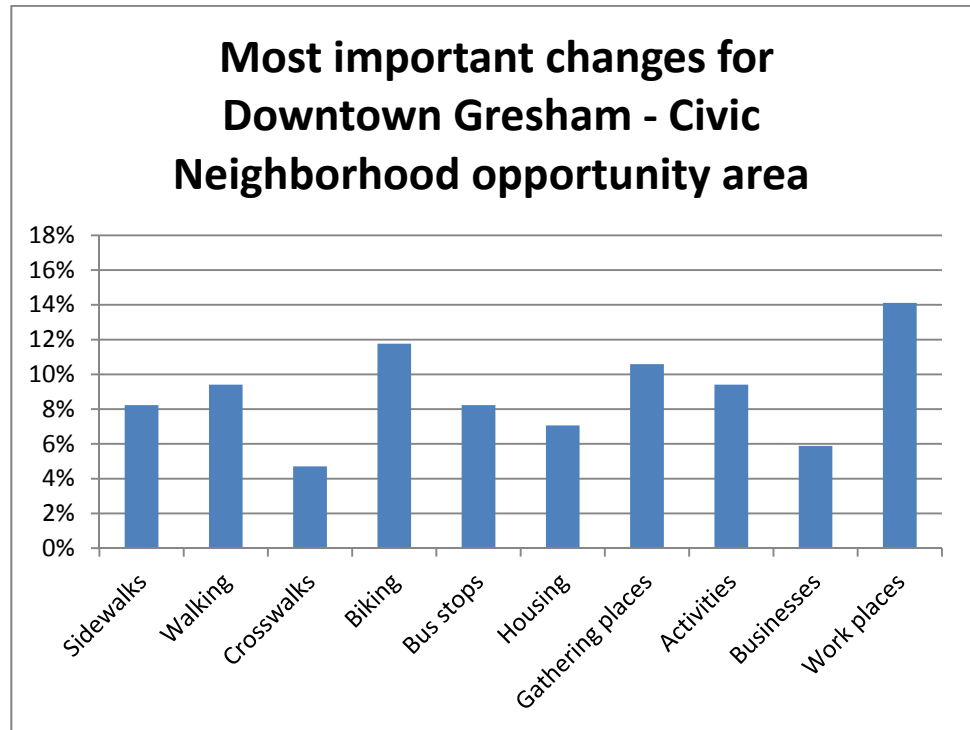 Most important changes for
Downtown Gresham - Civic
Neighborhood opportunity area
18%
16%
14%
12%
10%
8%
6%
4%
2%
0%
Sidewalks
Walking
Crosswalks
Biking
Bus stops
Housing
Gathering places
Activities
Businesses
Work places